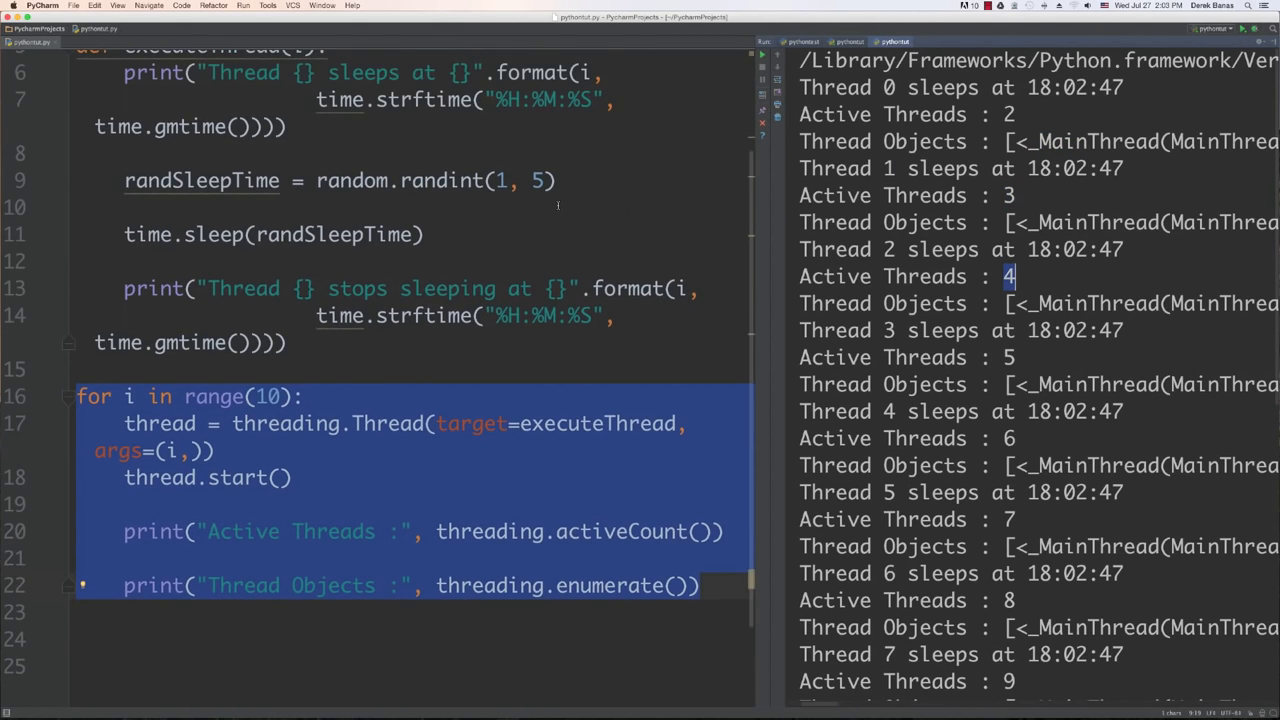 PyCharm File Edit View Navigate Code Refactor Run Tools VCS Window Help
10 Wed Jul 27 2:03 PM Derek Banas
pythontut.py - PycharmProjects - [~/PycharmProjects]
PycharmProjects pythontut.py
pythontut.py
6 print("Thread {} sleeps at {}".format(i,
7 time.strftime("%H:%M:%S",
time.gmtime())))
8
9 randSleepTime = random.randint(1, 5)
10
11 time.sleep(randSleepTime)
12
13 print("Thread {} stops sleeping at {}".format(i,
14 time.strftime("%H:%M:%S",
time.gmtime())))
15
16 for i in range(10):
17 thread = threading.Thread(target=executeThread,
args=(i,))
18 thread.start()
19
20 print("Active Threads :", threading.activeCount())
21
22 print("Thread Objects :", threading.enumerate())
23
24
25
Run: pythontut pythontut
/Library/Frameworks/Python.framework/Ver
Thread 0 sleeps at 18:02:47
Active Threads : 2
Thread Objects : [<_MainThread(MainThrea
Thread 1 sleeps at 18:02:47
Active Threads : 3
Thread Objects : [<_MainThread(MainThrea
Thread 2 sleeps at 18:02:47
Active Threads : 4
Thread Objects : [<_MainThread(MainThrea
Thread 3 sleeps at 18:02:47
Active Threads : 5
Thread Objects : [<_MainThread(MainThrea
Thread 4 sleeps at 18:02:47
Active Threads : 6
Thread Objects : [<_MainThread(MainThrea
Thread 5 sleeps at 18:02:47
Active Threads : 7
Thread Objects : [<_MainThread(MainThrea
Thread 6 sleeps at 18:02:47
Active Threads : 8
Thread Objects : [<_MainThread(MainThrea
Thread 7 sleeps at 18:02:47
Active Threads : 9
1 chars 9:19 LF‡ UTF-8‡